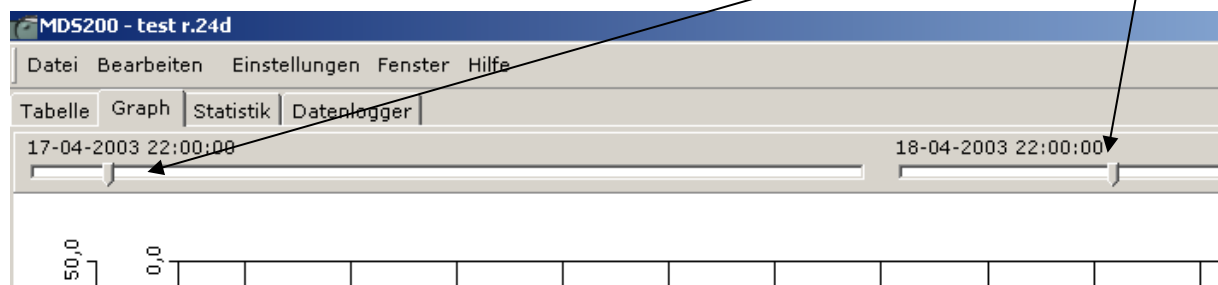 MDS200 - test r.24d
Datei Bearbeiten Einstellungen Fenster Hilfe
Tabelle Graph Statistik Datenlogger
17-04-2003 22:00:00 18-04-2003 22:00:00
50,0 0,0